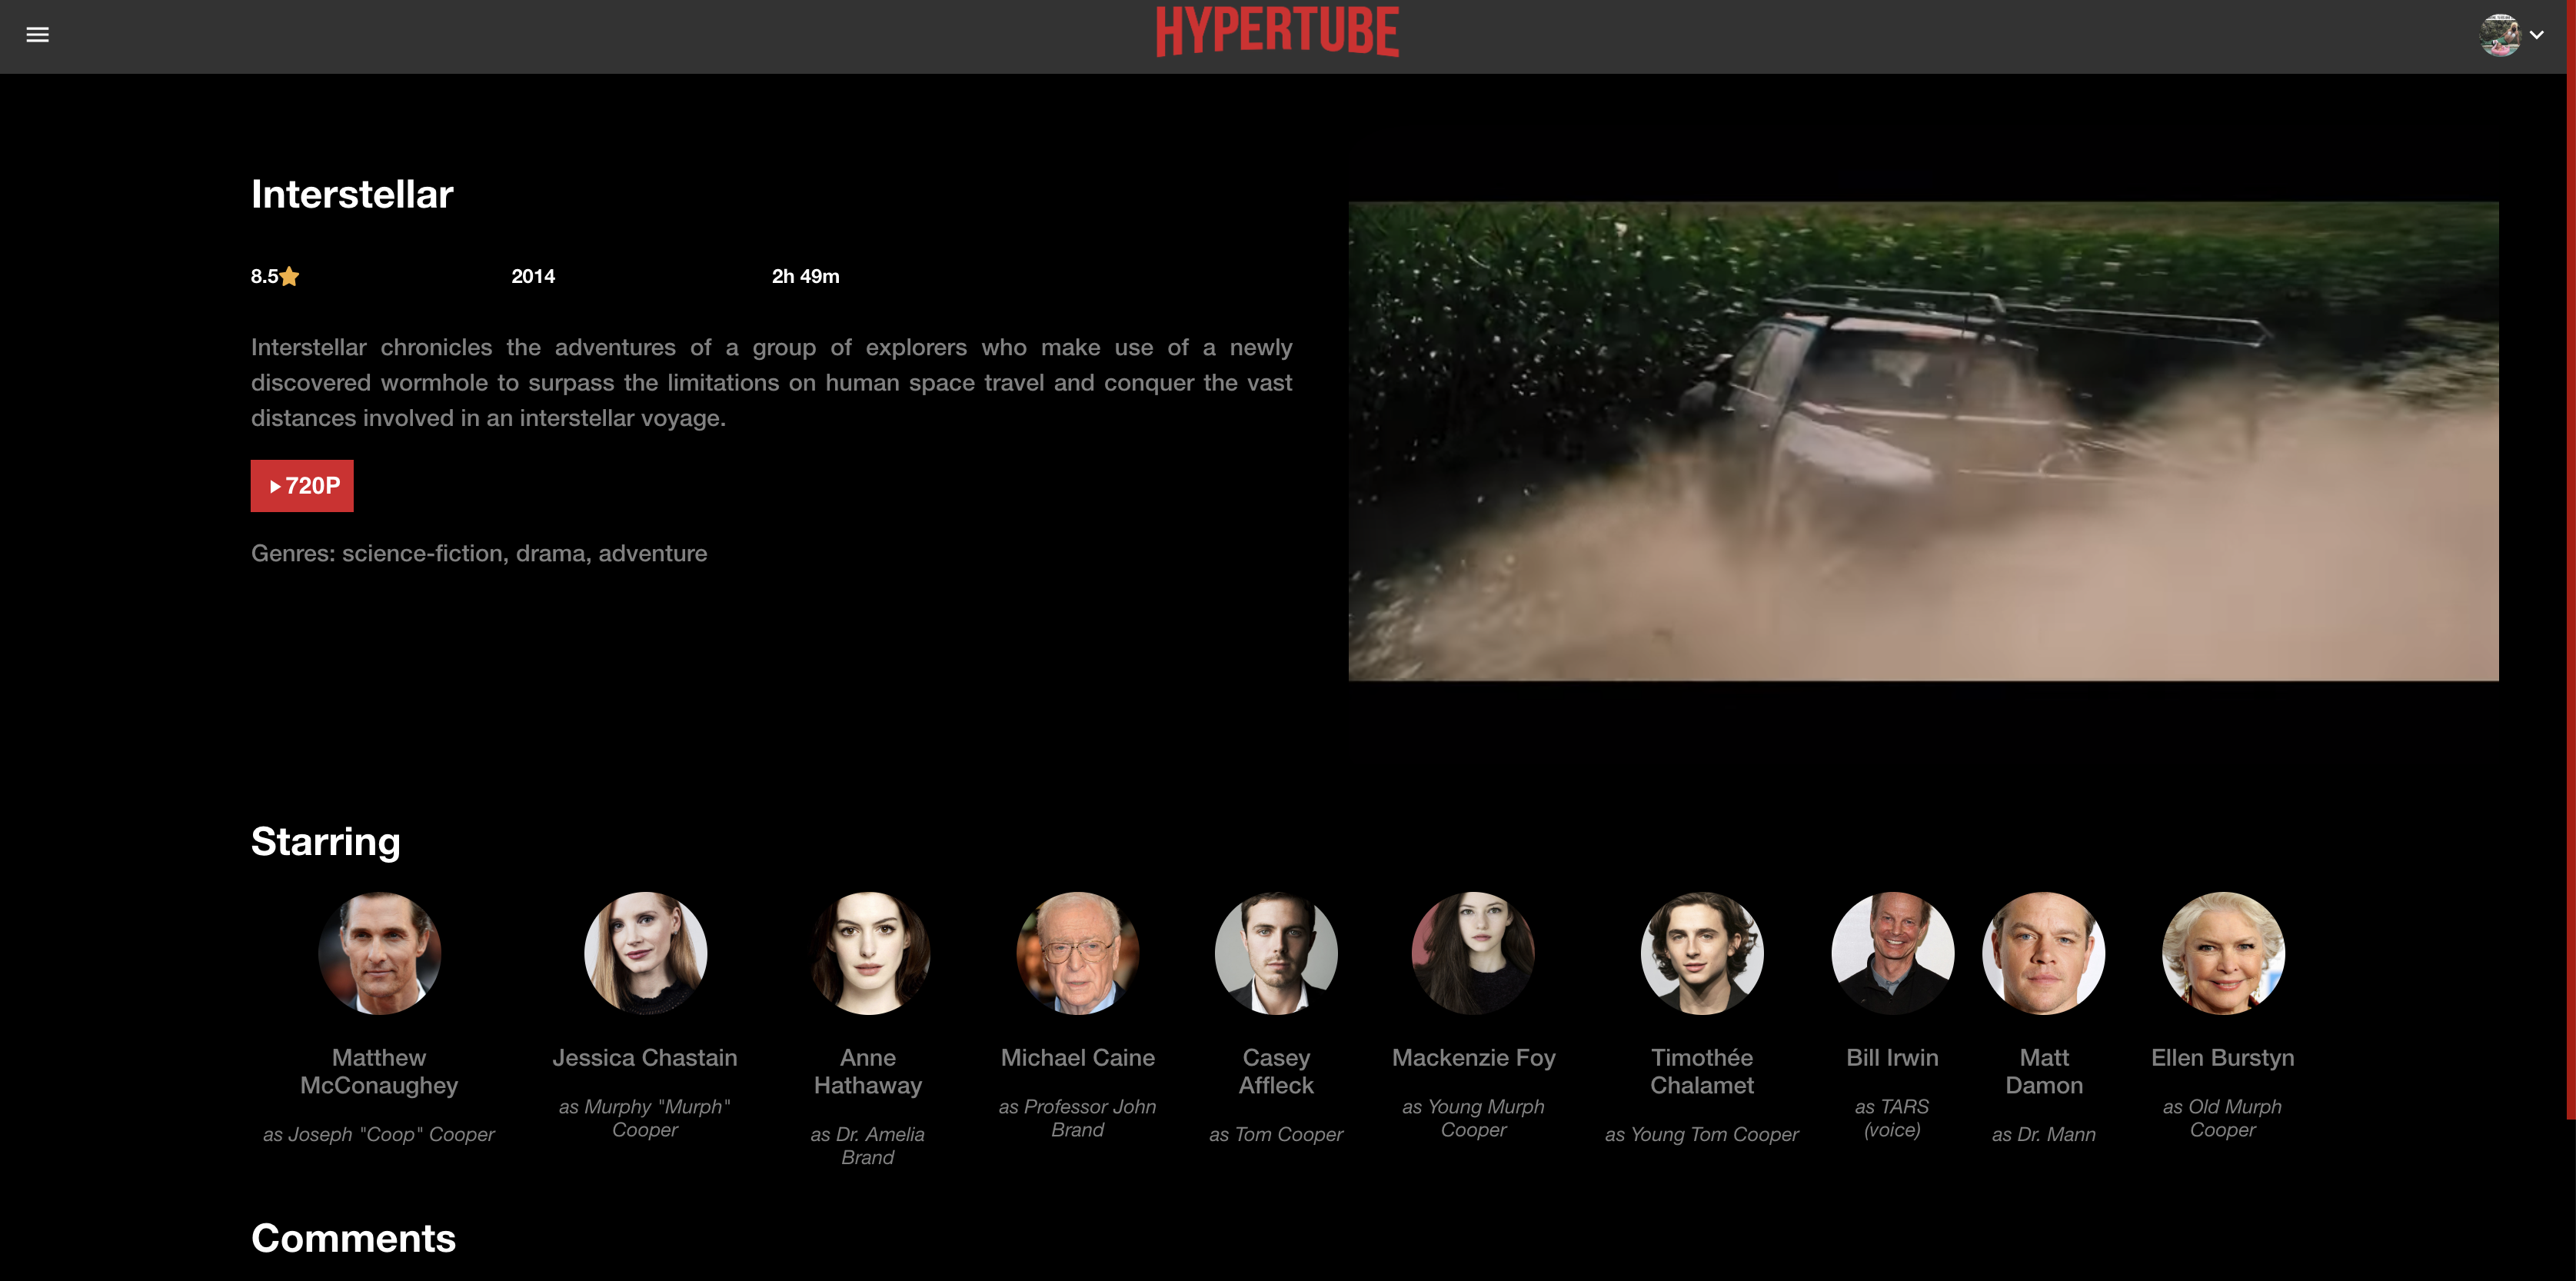 HYPERTUBE
Interstellar
8.5
2014
2h 49m
Interstellar chronicles the adventures of a group of explorers who make use of a newly
discovered wormhole to surpass the limitations on human space travel and conquer the vast
distances involved in an interstellar voyage.
720P
Genres: science-fiction, drama, adventure
Starring
Matthew
McConaughey
as Joseph "Coop" Cooper
Jessica Chastain
as Murphy "Murph"
Cooper
Anne
Hathaway
as Dr. Amelia
Brand
Michael Caine
as Professor John
Brand
Casey
Affleck
as Tom Cooper
Mackenzie Foy
as Young Murph
Cooper
Timothée
Chalamet
as Young Tom Cooper
Bill Irwin
as TARS
(voice)
Matt
Damon
as Dr. Mann
Ellen Burstyn
as Old Murph
Cooper
Comments